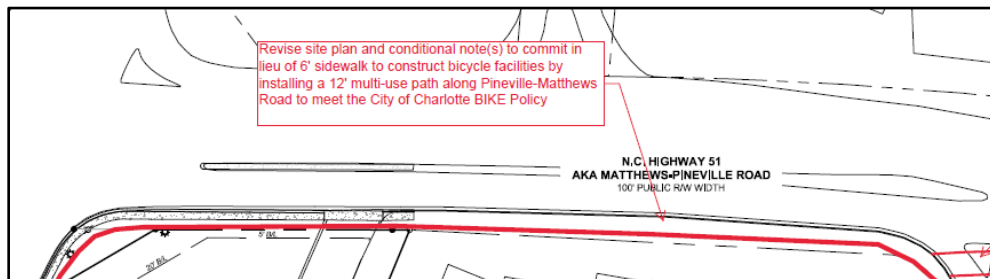 Revise site plan and conditional note(s) to commit in
lieu of 6' sidewalk to construct bicycle facilities by
installing a 12' multi-use path along Pineville-Matthews
Road to meet the City of Charlotte BIKE Policy
N.C. HIGHWAY 51
AKA MATTHEWS-PINEVILLE ROAD
100' PUBLIC R/W WIDTH
5' B/L
20' B/L